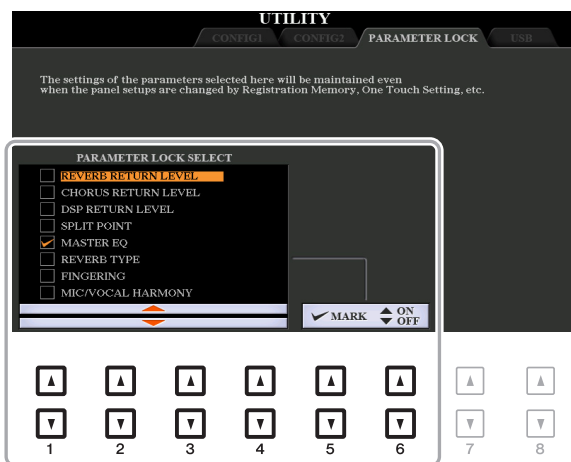 UTILITY
CONFIG1 CONFIG2 PARAMETER LOCK USB
The settings of the parameters selected here will be maintained even
when the panel setups are changed by Registration Memory, One Touch Setting, etc.
PARAMETER LOCK SELECT
REVERB RETURN LEVEL
CHORUS RETURN LEVEL
DSP RETURN LEVEL
SPLIT POINT
MASTER EQ
REVERB TYPE
FINGERING
MIC/VOCAL HARMONY
MARK ON
OFF
1 2 3 4 5 6 7 8